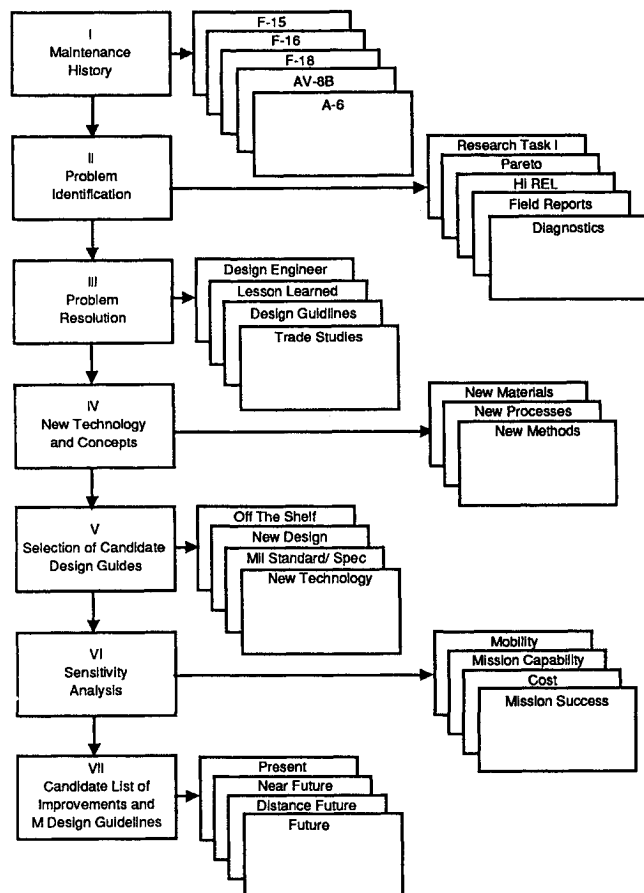 I
Maintenance
History
F-15
F-16
F-18
AV-8B
A-6
II
Problem
Identification
Research Task I
Pareto
HI REL
Field Reports
Diagnostics
III
Problem
Resolution
Design Engineer
Lesson Learned
Design Guidlines
Trade Studies
IV
New Technology
and Concepts
New Materials
New Processes
New Methods
V
Selection of Candidate
Design Guides
Off The Shelf
New Design
Mil Standard/ Spec
New Technology
VI
Sensitivity
Analysis
Mobility
Mission Capability
Cost
Mission Success
VII
Candidate List of
Improvements and
M Design Guidelines
Present
Near Future
Distance Future
Future